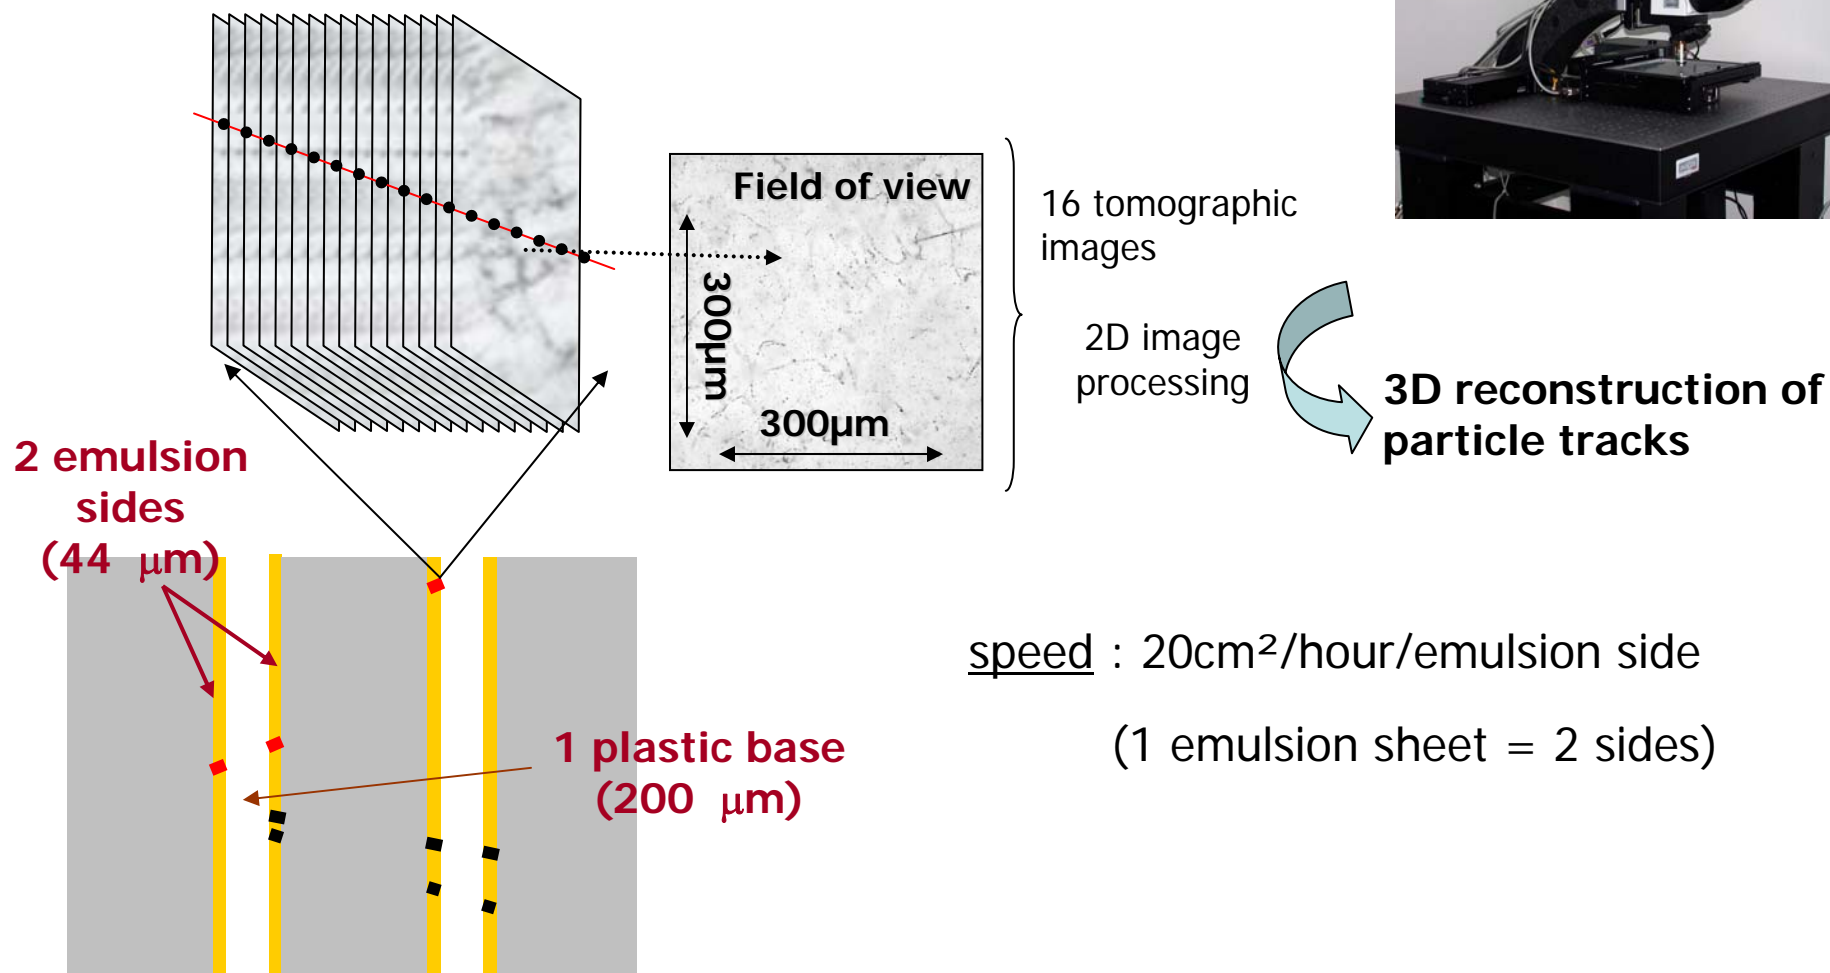 Field of view
300µm
300µm
16 tomographic
images
2D image
processing
3D reconstruction of
particle tracks
2 emulsion
sides
(44 µm)
1 plastic base
(200 µm)
speed : 20cm²/hour/emulsion side
(1 emulsion sheet = 2 sides)